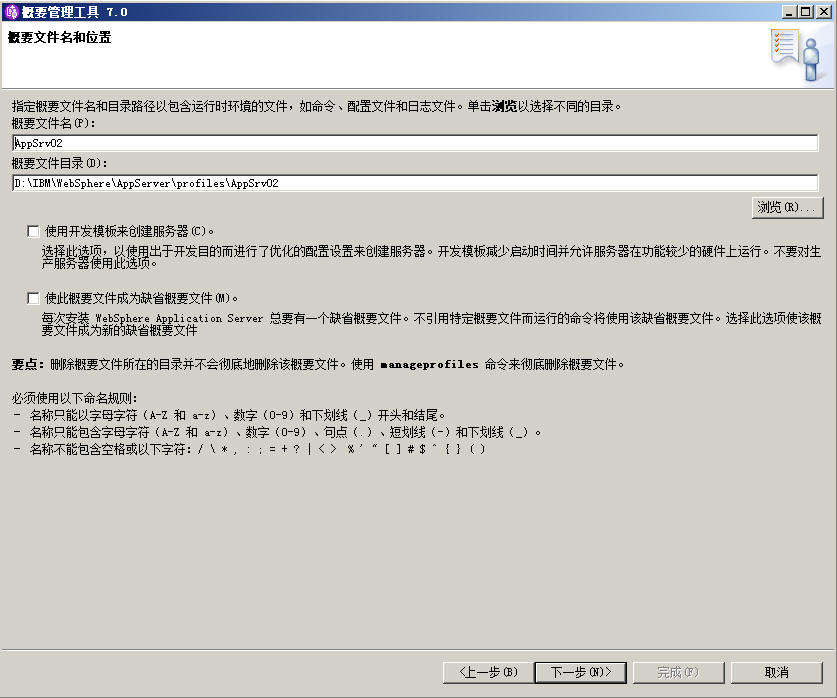 概要管理工具 7.0
概要文件名和位置
指定概要文件名和目录路径以包含运行时环境的文件，如命令、配置文件和日志文件。单击浏览以选择不同的目录。
概要文件名(P)：
AppSrv02
概要文件目录(D)：
D:\IBM\WebSphere\AppServer\profiles\AppSrv02
浏览(R)...
使用开发模板来创建服务器(C)。
选择此选项，以使用出于开发目的而进行了优化的配置设置来创建服务器。开发模板减少启动时间并允许服务器在功能较少的硬件上运行。不要对生
产服务器使用此选项。
使此概要文件成为缺省概要文件(M)。
每次安装 WebSphere Application Server 总要有一个缺省概要文件。不引用特定概要文件而运行的命令将使用该缺省概要文件。选择此选项使该概
要文件成为新的缺省概要文件
要点：删除概要文件所在的目录并不会彻底地删除该概要文件。使用 manageprofiles 命令来彻底删除概要文件。
必须使用以下命名规则：
- 名称只能以字母字符（A-Z 和 a-z）、数字（0-9）和下划线（_）开头和结尾。
- 名称只能包含字母字符（A-Z 和 a-z）、数字（0-9）、句点（.）、短划线（-）和下划线（_）。
- 名称不能包含空格或以下字符：/ \ * , : ; = + ? | < > % ' " [ ] # $ ^ { } ( )
<上一步(B)
下一步(N)>
完成(F)
取消